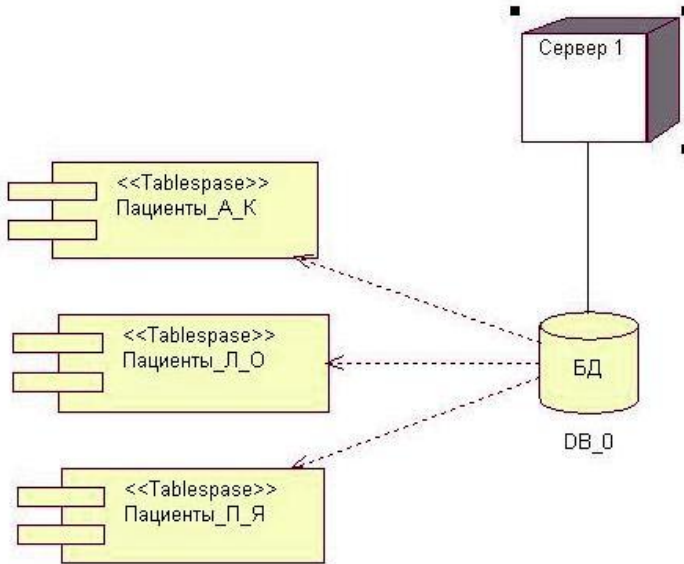 Сервер 1
<<Tablespase>>
Пациенты_А_К
<<Tablespase>>
Пациенты_Л_О
БД
DB_0
<<Tablespase>>
Пациенты_П_Я